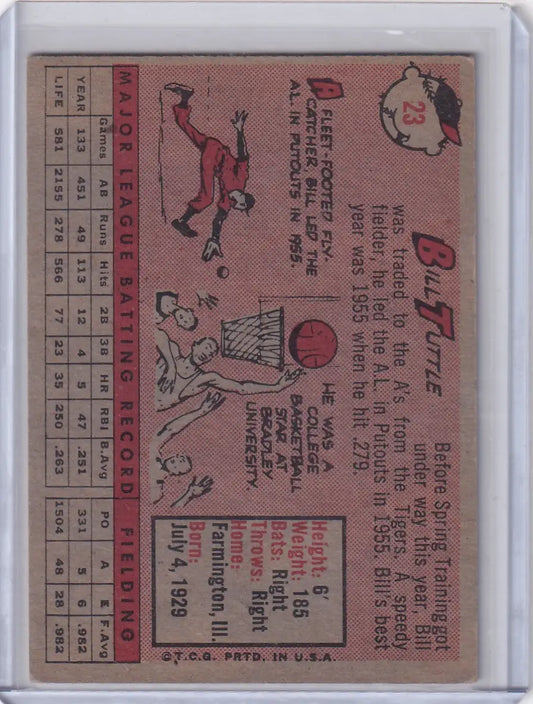 23
BILL TUTTLE
Before Spring Training got
under way this year, Bill
was traded to the A's from the Tigers. A speedy
fielder, he led the A.L. in Putouts in 1955. Bill's best
year was 1955 when he hit .279.
A FLEET-FOOTED FLY-
CATCHER BILL LED THE
A.L. IN PUTOUTS IN 1955.
HE WAS A
COLLEGE
BASKETBALL
STAR AT
BRADLEY
UNIVERSITY.
Height: 6'
Weight: 185
Bats: Right
Throws: Right
Home:
Farmington, Ill.
Born:
July 4, 1929
©T.C.G. PRTD. IN U.S.A.
MAJOR LEAGUE BATTING RECORD FIELDING
Games AB Runs Hits 2B 3B HR RBI B.Avg PO A E F.Avg
YEAR 133 451 49 113 12 4 5 47 .251 331 5 6 .982
LIFE 581 2155 278 566 77 23 35 250 .263 1504 48 28 .982